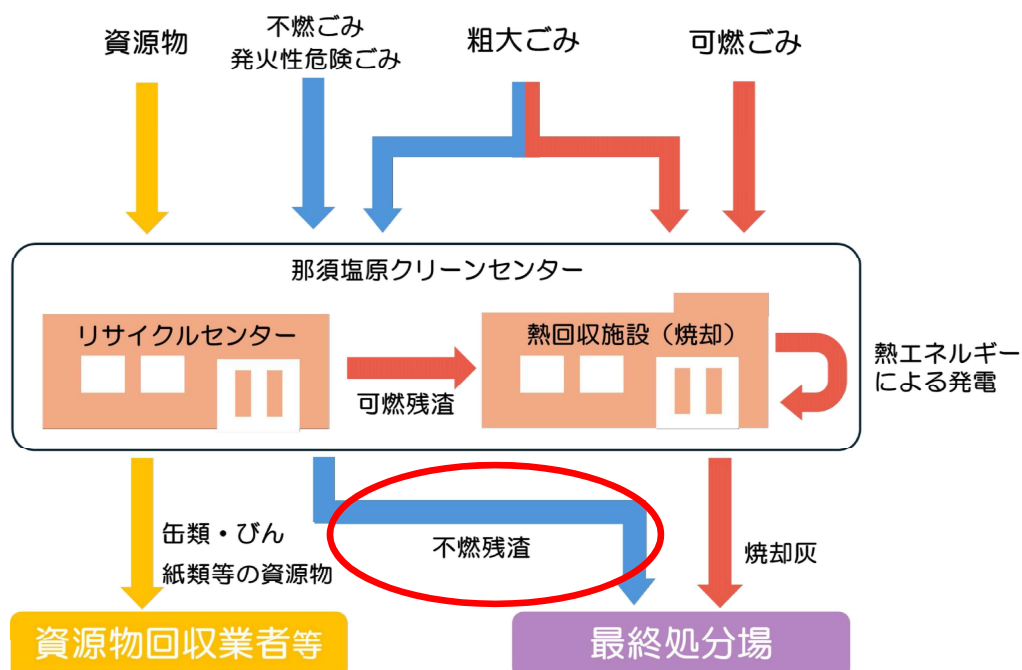 資源物
不燃ごみ
発火性危険ごみ
粗大ごみ
可燃ごみ
那須塩原クリーンセンター
リサイクルセンター
熱回収施設（焼却）
可燃残渣
熱エネルギー
による発電
缶類・びん
紙類等の資源物
不燃残渣
焼却灰
資源物回収業者等
最終処分場